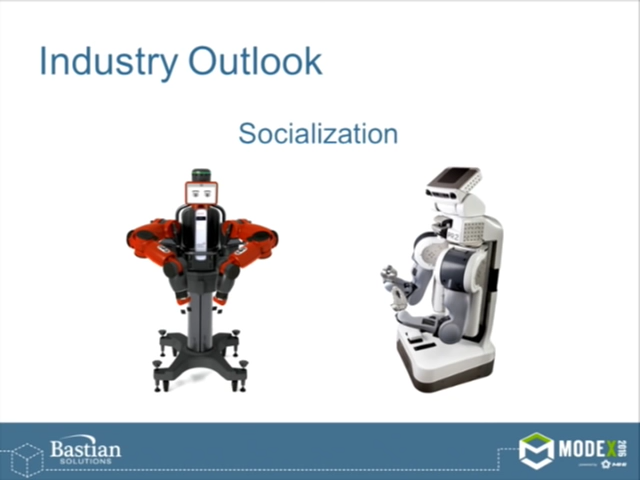 Industry Outlook
Socialization
Bastian
SOLUTIONS
MODEX 2016